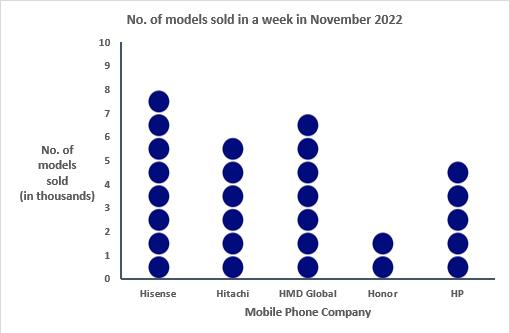 No. of models sold in a week in November 2022
10
9
8
7
6
5
4
3
2
1
0
No. of
models
sold
(in thousands)
Hisense Hitachi HMD Global Honor HP
Mobile Phone Company